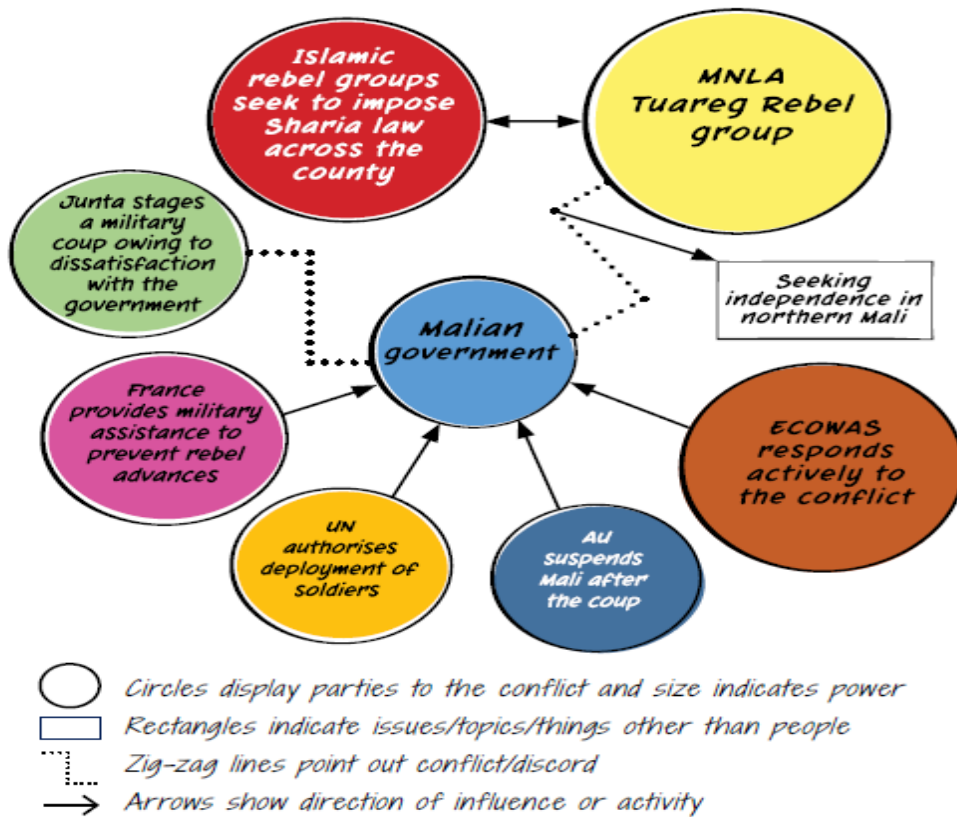 Islamic
rebel groups
seek to impose
Sharia law
across the
county
MNLA
Tuareg Rebel
group
Junta stages
a military
coup owing to
dissatisfaction
with the
government
Seeking
independence in
northern Mali
Malian
government
France
provides military
assistance to
prevent rebel
advances
ECOWAS
responds
actively to
the conflict
UN
authorises
deployment of
soldiers
AU
suspends
Mali after
the coup
Circles display parties to the conflict and size indicates power
Rectangles indicate issues/topics/things other than people
Zig-zag lines point out conflict/discord
Arrows show direction of influence or activity